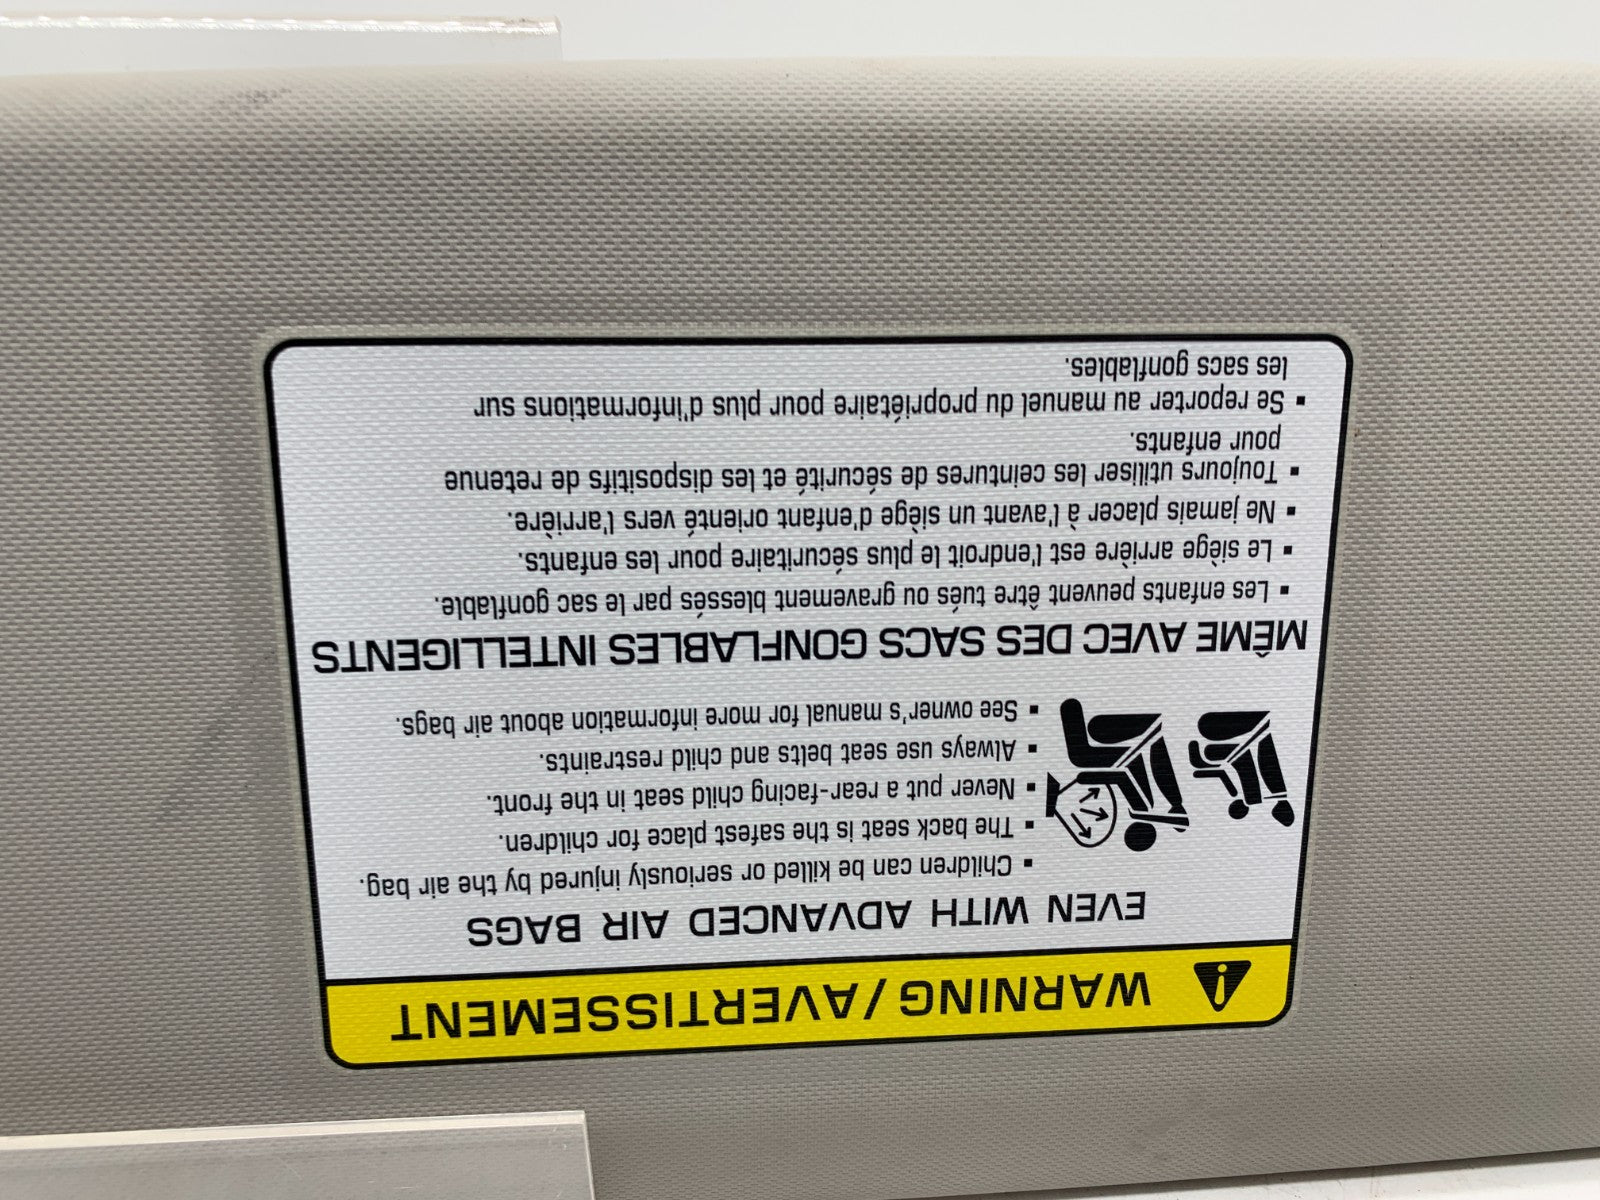 WARNING / AVERTISSEMENT
EVEN WITH ADVANCED AIR BAGS
▪ Children can be killed or seriously injured by the air bag.
▪ The back seat is the safest place for children.
▪ Never put a rear-facing child seat in the front.
▪ Always use seat belts and child restraints.
▪ See owner's manual for more information about air bags.
MÊME AVEC DES SACS GONFLABLES INTELLIGENTS
▪ Les enfants peuvent être tués ou gravement blessés par le sac gonflable.
▪ Le siège arrière est l'endroit le plus sécuritaire pour les enfants.
▪ Ne jamais placer à l'avant un siège d'enfant orienté vers l'arrière.
▪ Toujours utiliser les ceintures de sécurité et les dispositifs de retenue
pour enfants.
▪ Se reporter au manuel du propriétaire pour plus d'informations sur
les sacs gonflables.